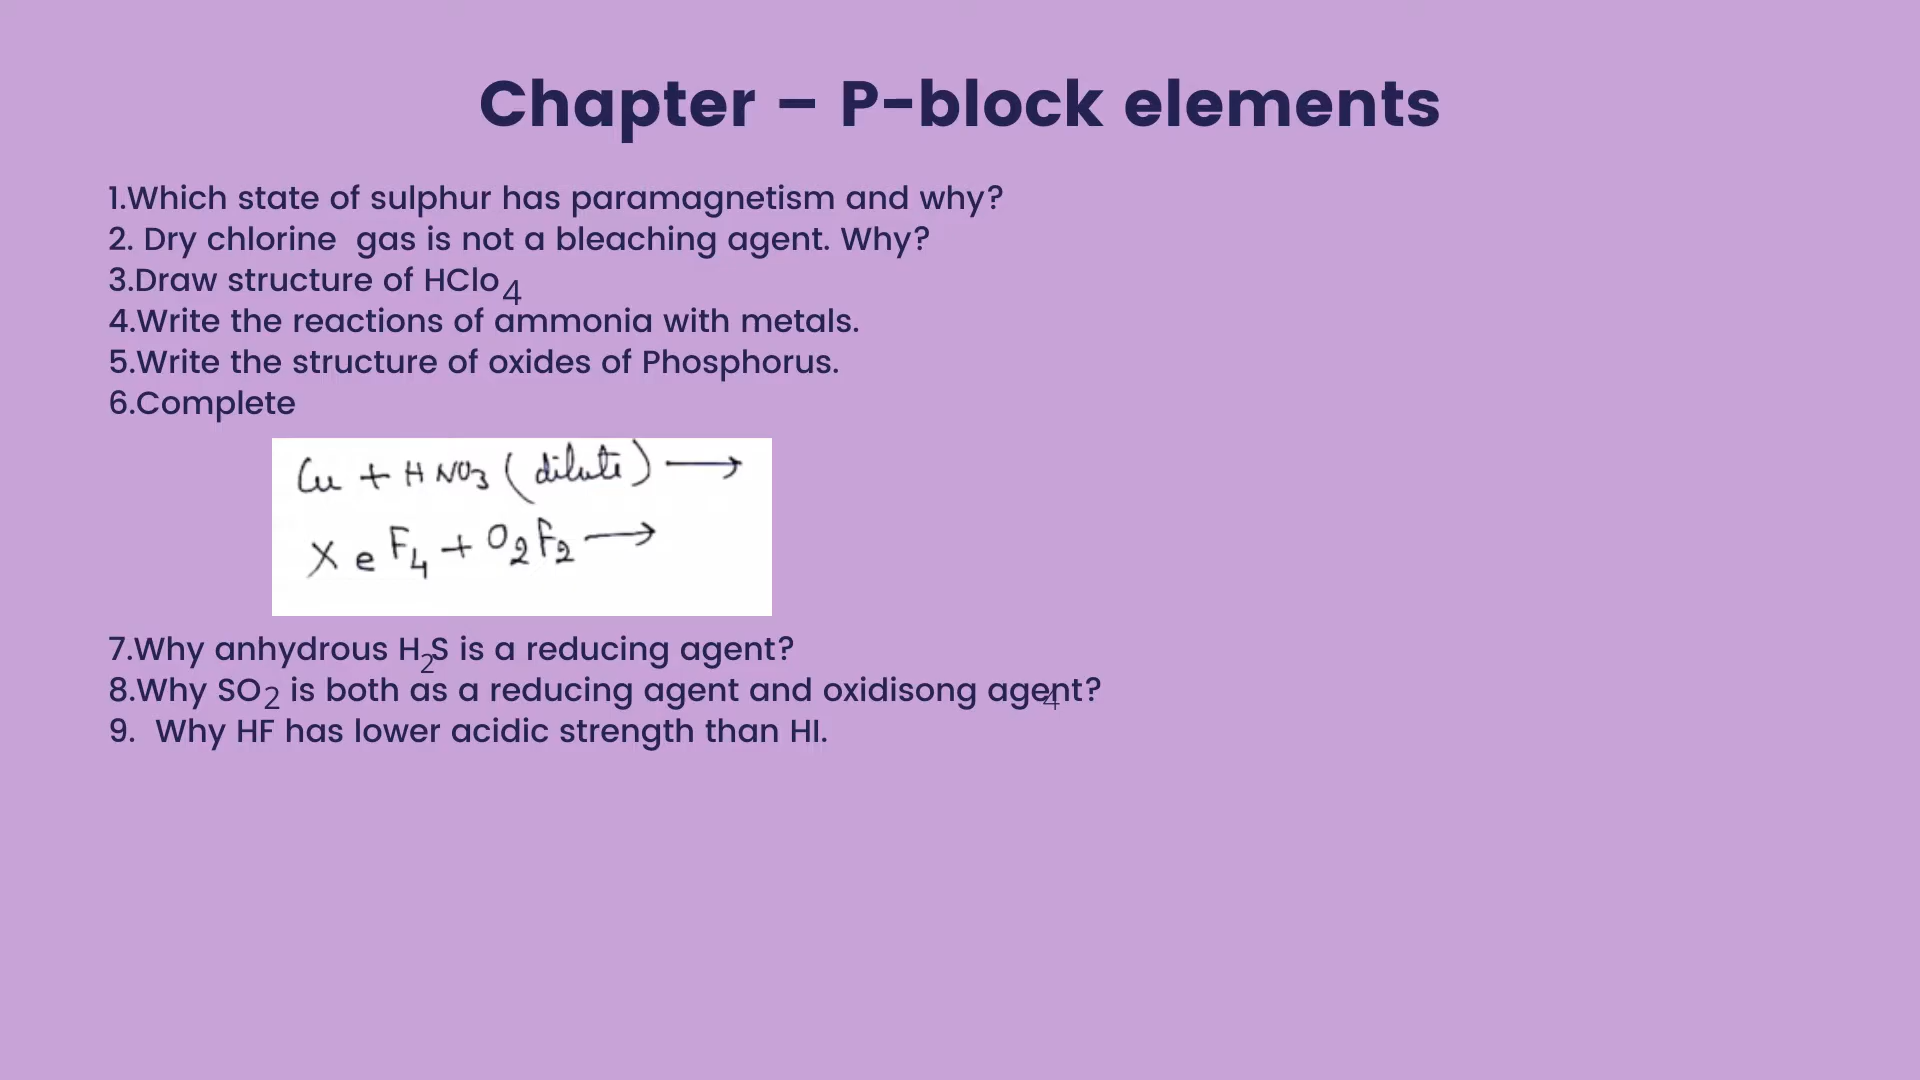 Chapter – P-block elements
1.Which state of sulphur has paramagnetism and why?
2. Dry chlorine  gas is not a bleaching agent. Why?
3.Draw structure of HClo4
4.Write the reactions of ammonia with metals.
5.Write the structure of oxides of Phosphorus.
6.Complete
Cu + HNO3 (dilute) →
XeF4 + O2F2 →
7.Why anhydrous H2S is a reducing agent?
8.Why SO2 is both as a reducing agent and oxidisong agent?
4
9.  Why HF has lower acidic strength than HI.